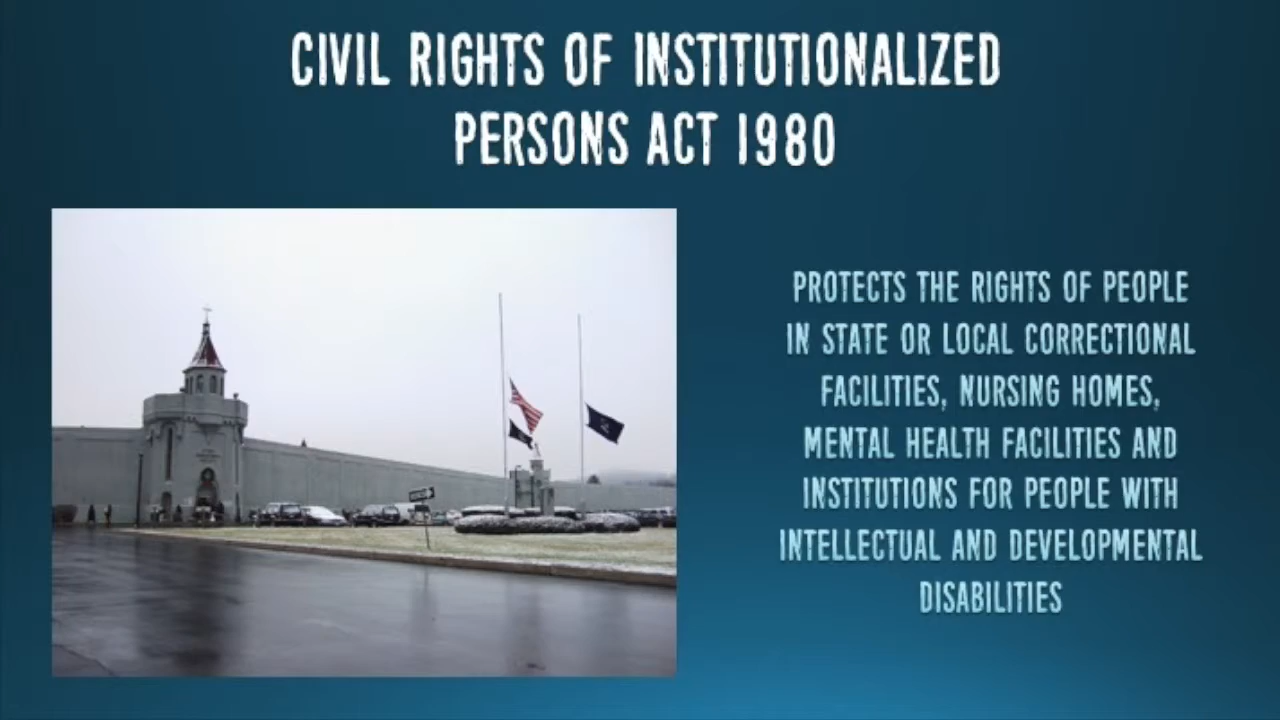 CIVIL RIGHTS OF INSTITUTIONALIZED
PERSONS ACT 1980
PROTECTS THE RIGHTS OF PEOPLE
IN STATE OR LOCAL CORRECTIONAL
FACILITIES, NURSING HOMES,
MENTAL HEALTH FACILITIES AND
INSTITUTIONS FOR PEOPLE WITH
INTELLECTUAL AND DEVELOPMENTAL
DISABILITIES